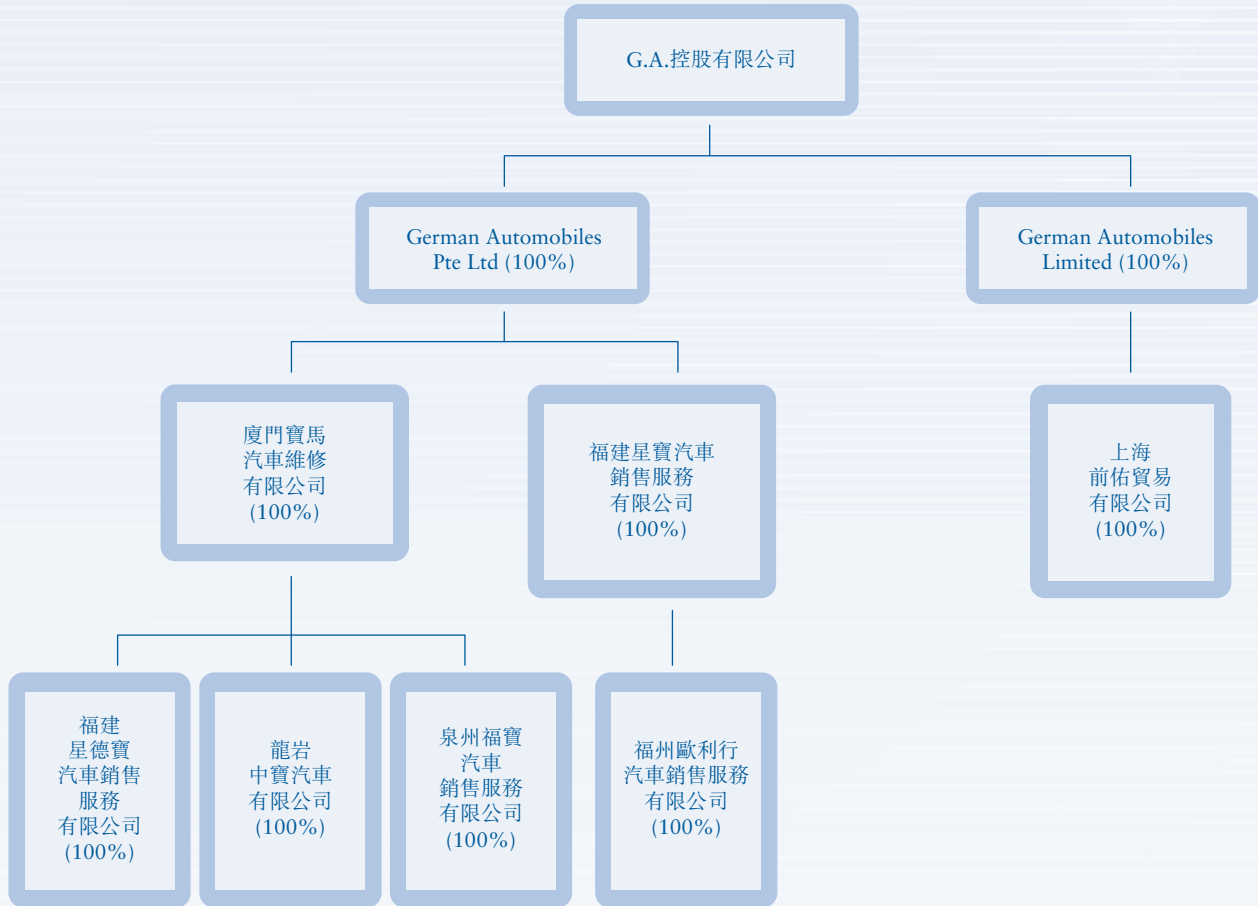 G.A.控股有限公司
German Automobiles
Pte Ltd (100%)
German Automobiles
Limited (100%)
廈門寶馬
汽車維修
有限公司
(100%)
福建星寶汽車
銷售服務
有限公司
(100%)
上海
前佑貿易
有限公司
(100%)
福建
星德寶
汽車銷售
服務
有限公司
(100%)
龍岩
中寶汽車
有限公司
(100%)
泉州福寶
汽車
銷售服務
有限公司
(100%)
福州歐利行
汽車銷售服務
有限公司
(100%)